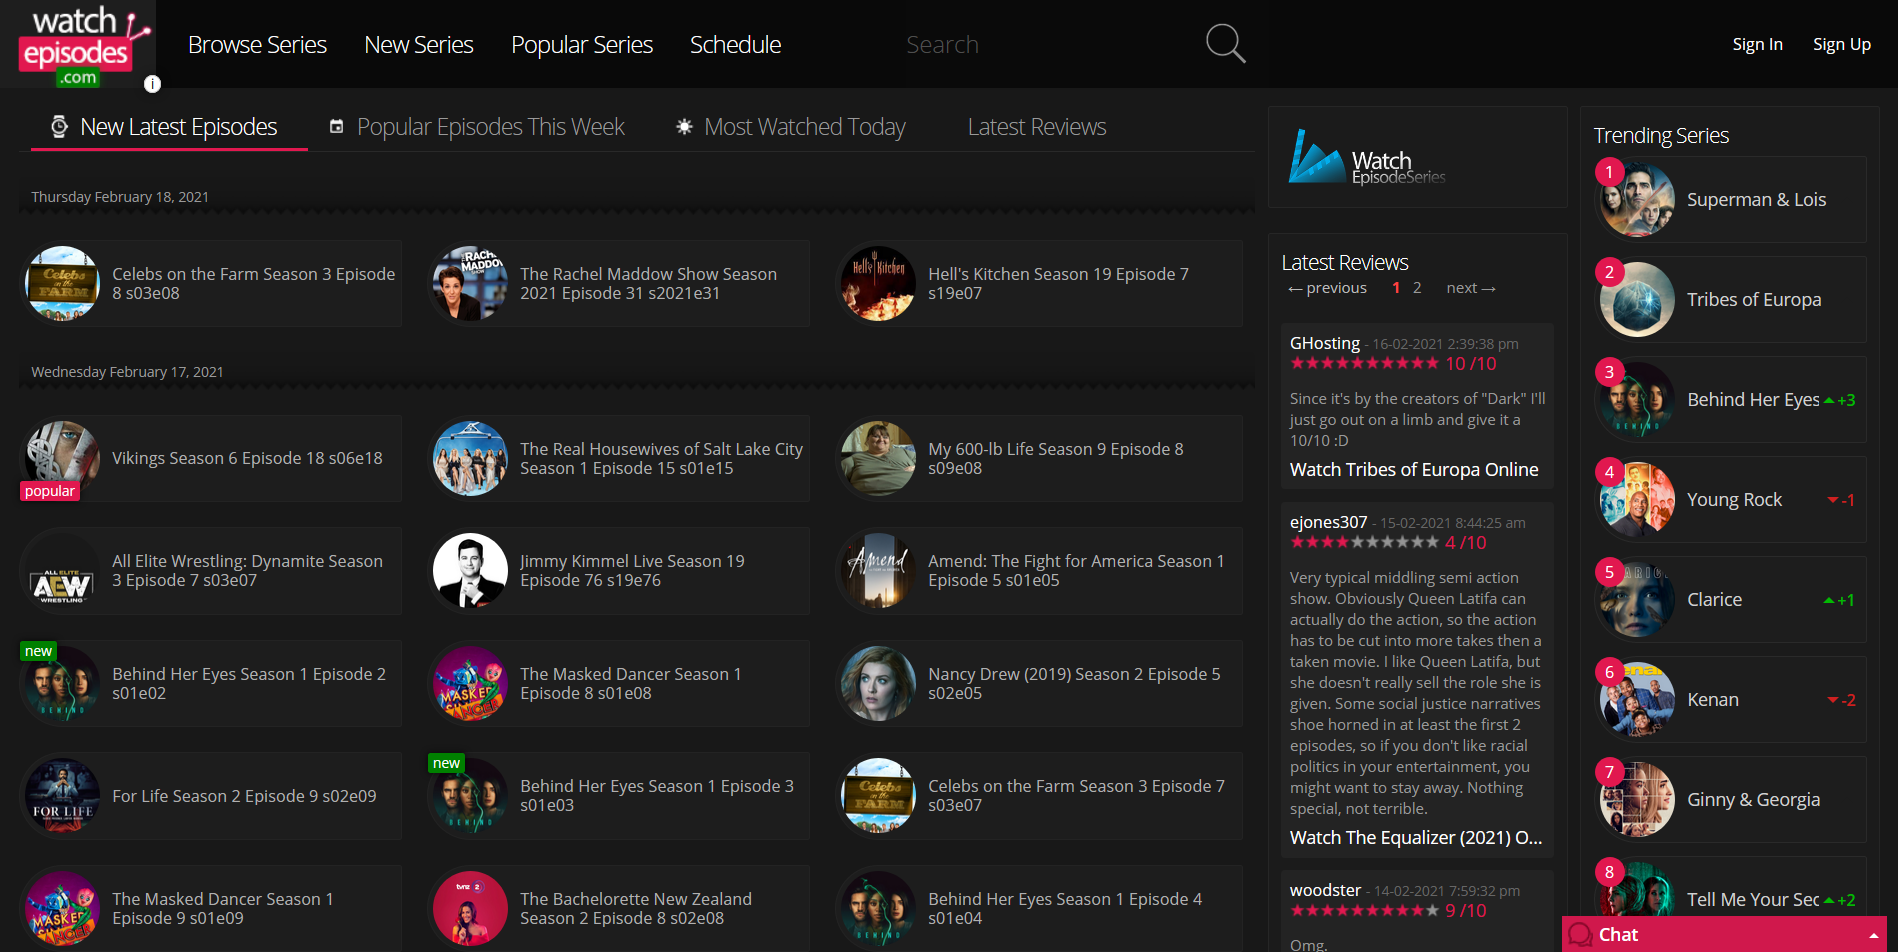 watch
episodes
.com
i
Browse Series
New Series
Popular Series
Schedule
Search
Sign In
Sign Up
New Latest Episodes
Popular Episodes This Week
Most Watched Today
Latest Reviews
Thursday February 18, 2021
Celebs on the Farm Season 3 Episode
8 s03e08
The Rachel Maddow Show Season
2021 Episode 31 s2021e31
Hell's Kitchen
Hell's Kitchen Season 19 Episode 7
s19e07
Wednesday February 17, 2021
popular
Vikings Season 6 Episode 18 s06e18
The Real Housewives of Salt Lake City
Season 1 Episode 15 s01e15
My 600-lb Life Season 9 Episode 8
s09e08
ALL ELITE
AEW
WRESTLING
All Elite Wrestling: Dynamite Season
3 Episode 7 s03e07
Jimmy Kimmel Live Season 19
Episode 76 s19e76
Amend
Amend: The Fight for America Season 1
Episode 5 s01e05
new
BEHIND
Behind Her Eyes Season 1 Episode 2
s01e02
The Masked Dancer Season 1
Episode 8 s01e08
Nancy Drew (2019) Season 2 Episode 5
s02e05
FOR LIFE
For Life Season 2 Episode 9 s02e09
new
BEHIND
Behind Her Eyes Season 1 Episode 3
s01e03
Celebs
FARM
Celebs on the Farm Season 3 Episode 7
s03e07
The Masked Dancer Season 1
Episode 9 s01e09
tvnz 2
The Bachelorette New Zealand
Season 2 Episode 8 s02e08
BEHIND
Behind Her Eyes Season 1 Episode 4
s01e04
Watch
EpisodeSeries
Latest Reviews
← previous 1 2 next →
GHosting - 16-02-2021 2:39:38 pm
10 /10
Since it's by the creators of "Dark" I'll
just go out on a limb and give it a
10/10 :D
Watch Tribes of Europa Online
ejones307 - 15-02-2021 8:44:25 am
4 /10
Very typical middling semi action
show. Obviously Queen Latifa can
actually do the action, so the action
has to be cut into more takes then a
taken movie. I like Queen Latifa, but
she doesn't really sell the role she is
given. Some social justice narratives
shoe horned in at least the first 2
episodes, so if you don't like racial
politics in your entertainment, you
might want to stay away. Nothing
special, not terrible.
Watch The Equalizer (2021) O...
woodster - 14-02-2021 7:59:32 pm
9 /10
Omg.
Trending Series
1
Superman & Lois
2
Tribes of Europa
3
Behind Her Eyes
+3
4
Young Rock
-1
5
Clarice
+1
6
Kenan
-2
7
Ginny & Georgia
8
Tell Me Your Sec
+2
Chat